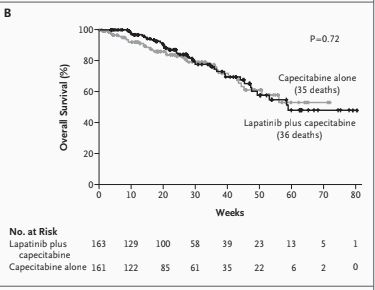 B
100
80
60
40
20
0
Overall Survival (%)
P=0.72
Capecitabine alone
(35 deaths)
Lapatinib plus capecitabine
(36 deaths)
0 10 20 30 40 50 60 70 80
Weeks
No. at Risk
Lapatinib plus 163 129 100 58 39 23 13 5 1
capecitabine
Capecitabine alone 161 122 85 61 35 22 6 2 0